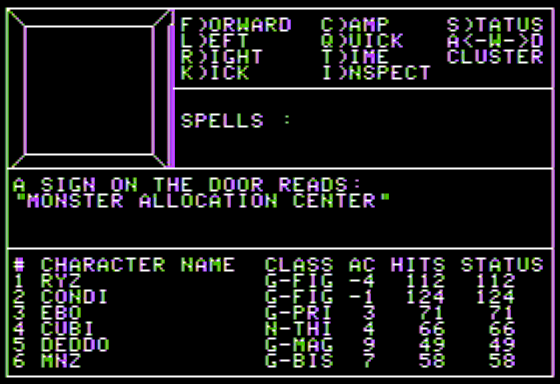 F)ORWARD C)AMP S)TATUS
L)EFT Q)UICK A<-W->D
R)IGHT T)IME CLUSTER
K)ICK I)NSPECT
SPELLS :
A SIGN ON THE DOOR READS:
"MONSTER ALLOCATION CENTER"
# CHARACTER NAME CLASS AC HITS STATUS
1 RYZ G-FIG -4 112 112
2 CONDI G-FIG -1 124 124
3 EBO G-PRI 3 71 71
4 CUBI N-THI 4 66 66
5 DEDDO G-MAG 9 49 49
6 MNZ G-BIS 7 58 58